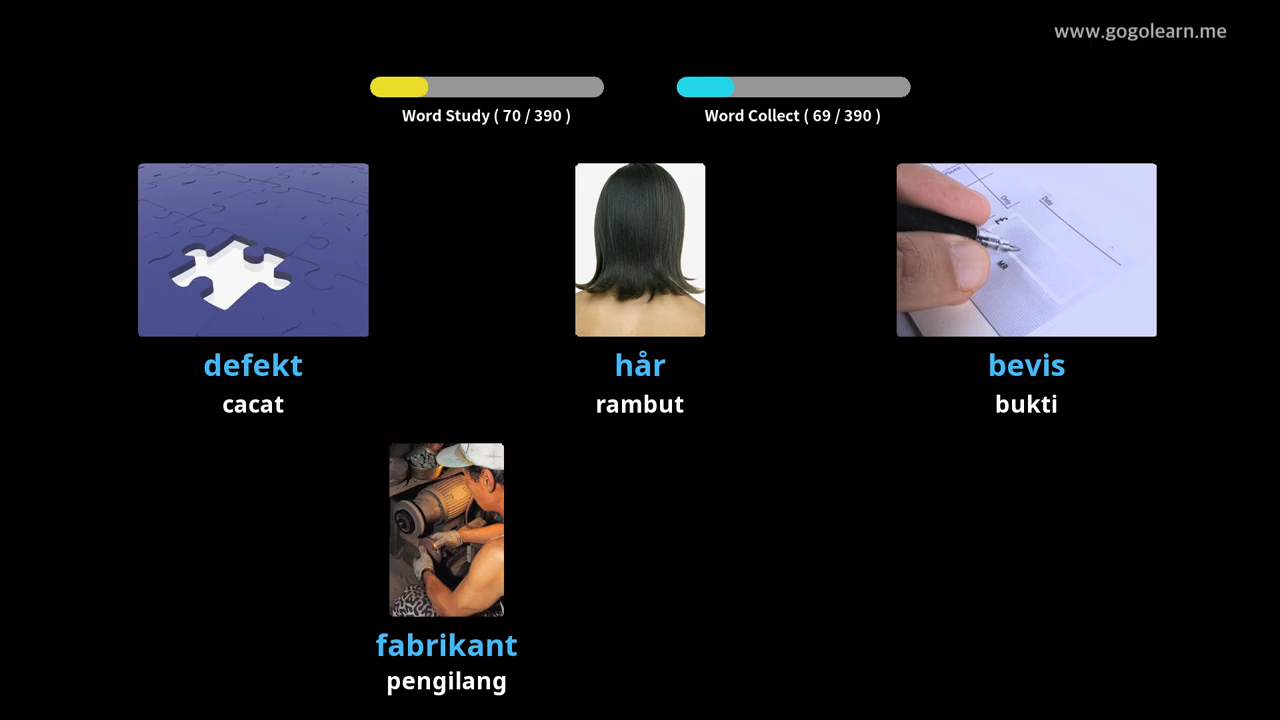 www.gogolearn.me
Word Study ( 70 / 390 )
Word Collect ( 69 / 390 )
defekt
cacat
hår
rambut
bevis
bukti
fabrikant
pengilang